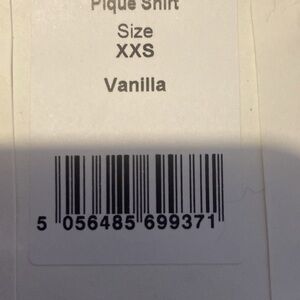 Pique Shirt
Size
XXS
Vanilla
5 056485 699371